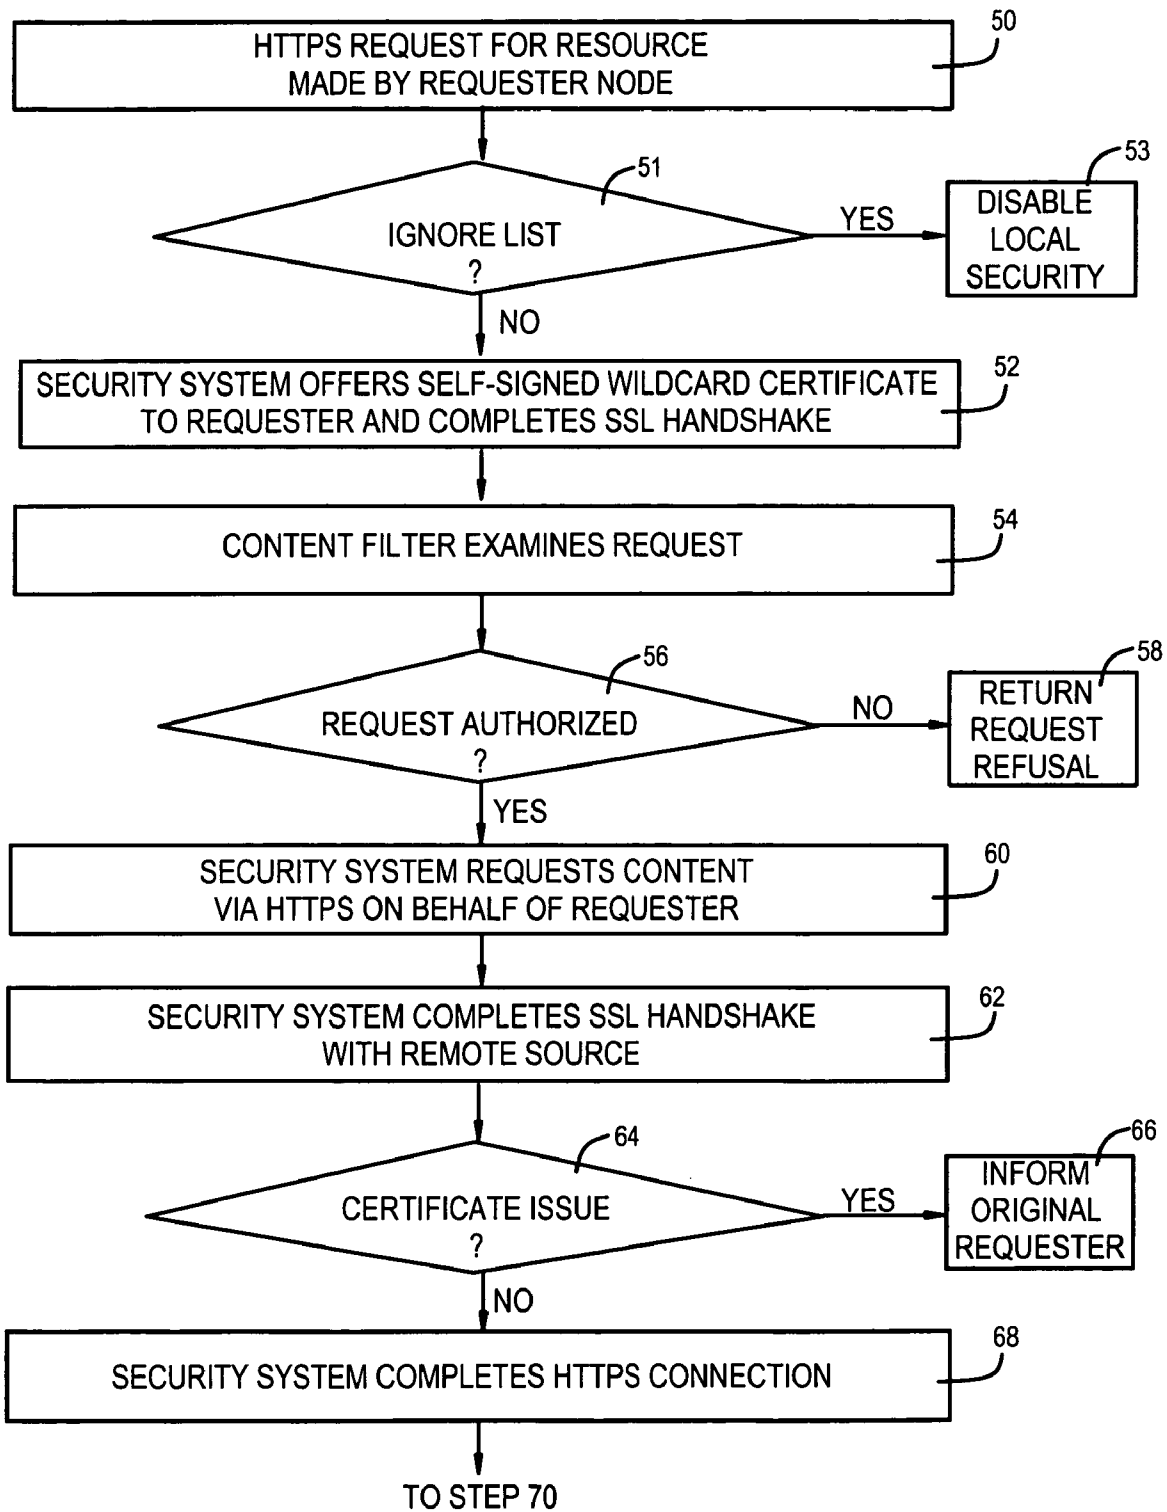 50
HTTPS REQUEST FOR RESOURCE
MADE BY REQUESTER NODE
51
IGNORE LIST
?
YES
53
DISABLE
LOCAL
SECURITY
NO
52
SECURITY SYSTEM OFFERS SELF-SIGNED WILDCARD CERTIFICATE
TO REQUESTER AND COMPLETES SSL HANDSHAKE
54
CONTENT FILTER EXAMINES REQUEST
56
REQUEST AUTHORIZED
?
NO
58
RETURN
REQUEST
REFUSAL
YES
60
SECURITY SYSTEM REQUESTS CONTENT
VIA HTTPS ON BEHALF OF REQUESTER
62
SECURITY SYSTEM COMPLETES SSL HANDSHAKE
WITH REMOTE SOURCE
64
CERTIFICATE ISSUE
?
YES
66
INFORM
ORIGINAL
REQUESTER
NO
68
SECURITY SYSTEM COMPLETES HTTPS CONNECTION
TO STEP 70